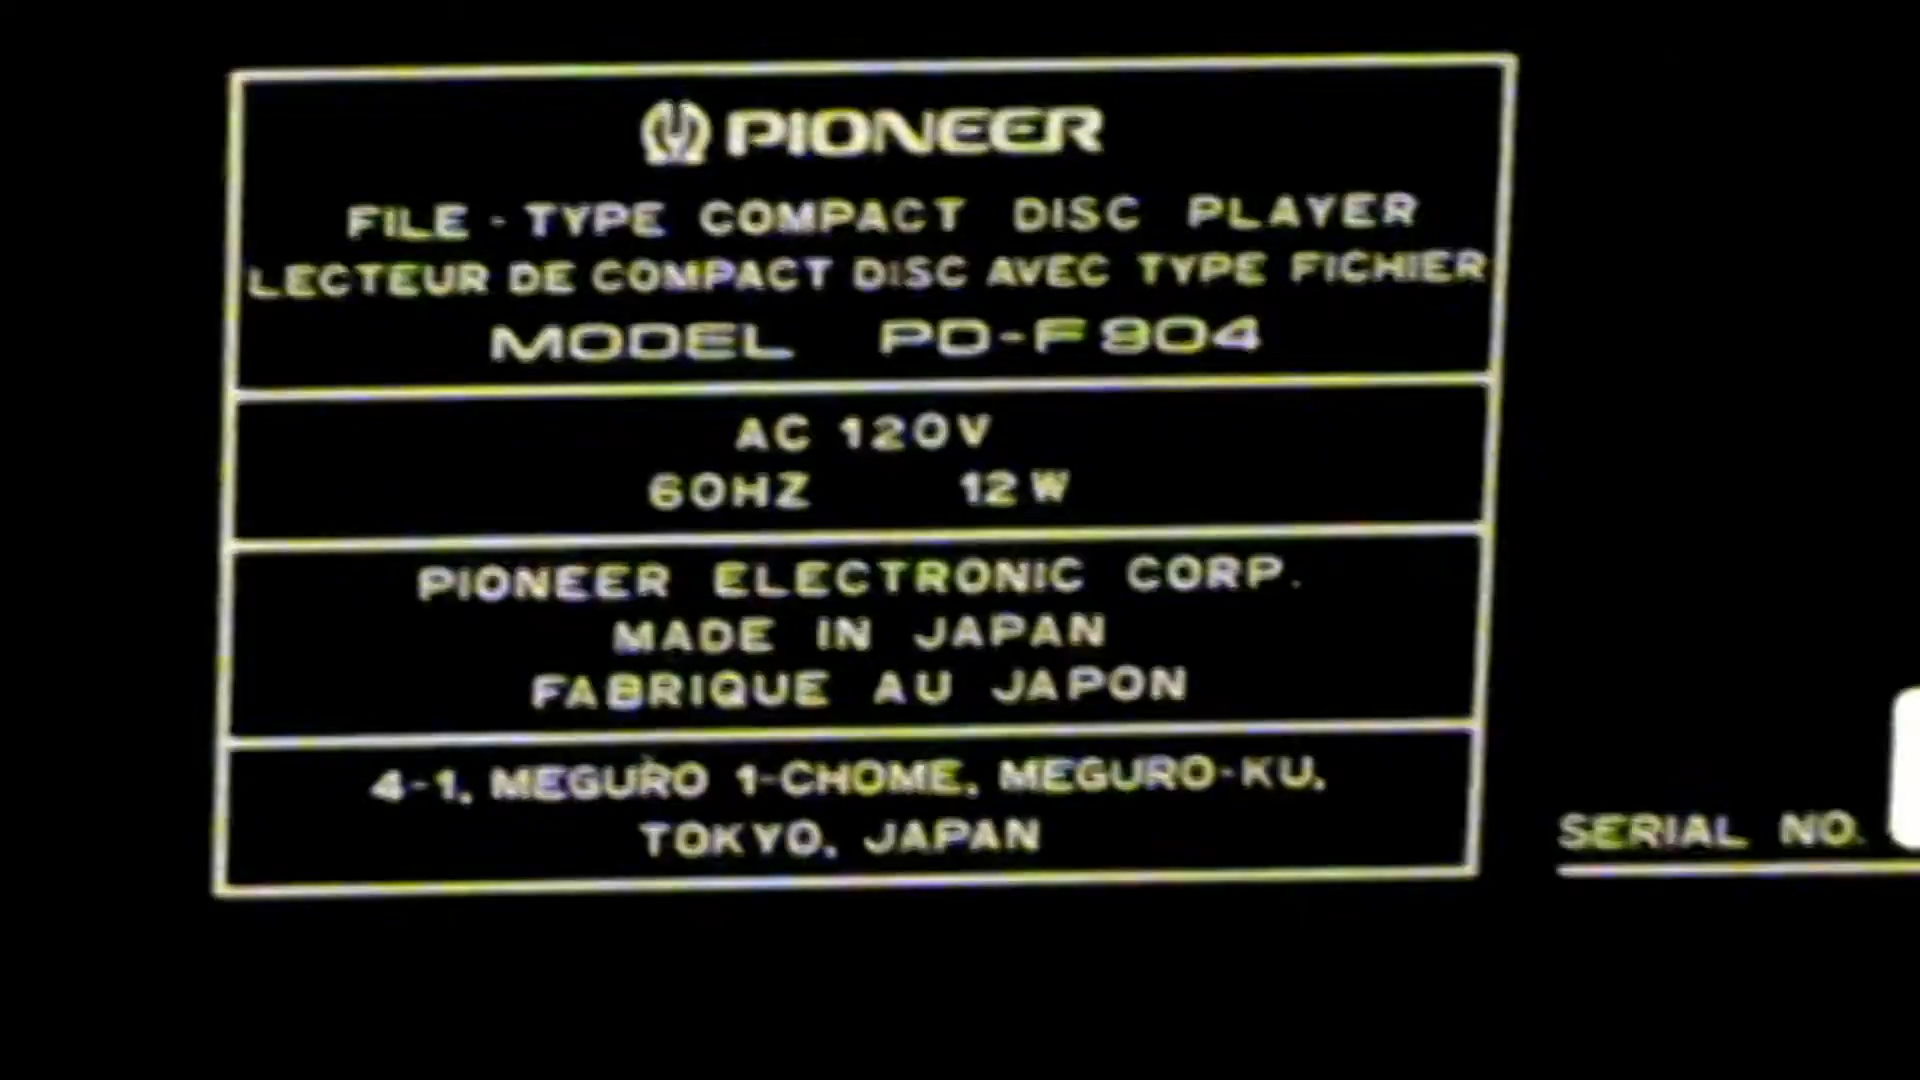 PIONEER
FILE-TYPE COMPACT DISC PLAYER
LECTEUR DE COMPACT DISC AVEC TYPE FICHIER
MODEL PD-F904
AC 120V
60HZ 12W
PIONEER ELECTRONIC CORP.
MADE IN JAPAN
FABRIQUE AU JAPON
4-1, MEGURO 1-CHOME, MEGURO-KU,
TOKYO, JAPAN
SERIAL NO.